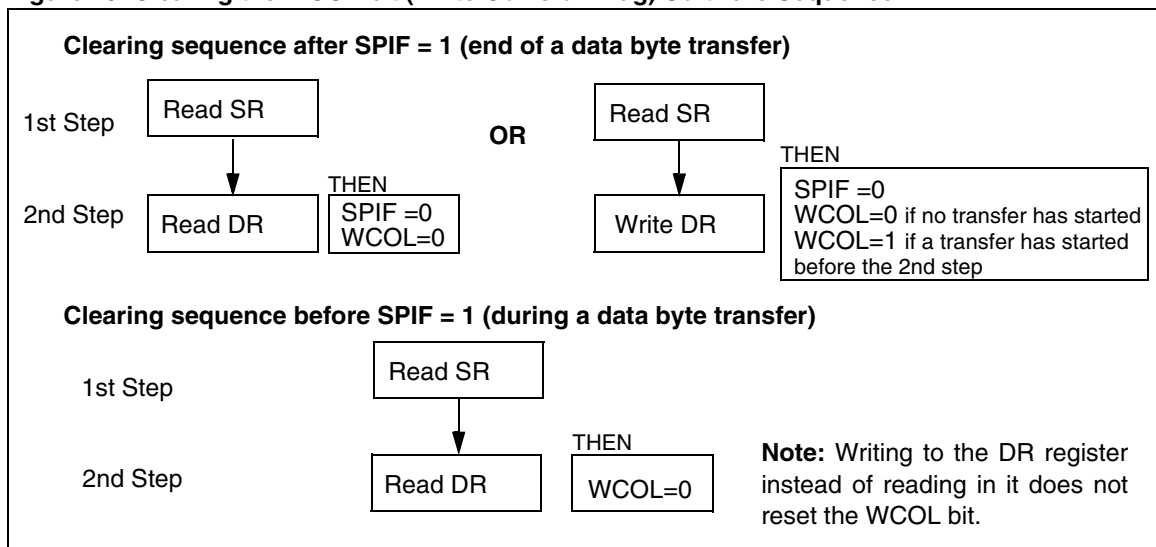 Clearing sequence after SPIF = 1 (end of a data byte transfer)
1st Step
Read SR
OR
Read SR
THEN
THEN
2nd Step
Read DR
SPIF =0
WCOL=0
Write DR
SPIF =0
WCOL=0 if no transfer has started
WCOL=1 if a transfer has started
before the 2nd step
Clearing sequence before SPIF = 1 (during a data byte transfer)
1st Step
Read SR
THEN
2nd Step
Read DR
WCOL=0
Note: Writing to the DR register
instead of reading in it does not
reset the WCOL bit.